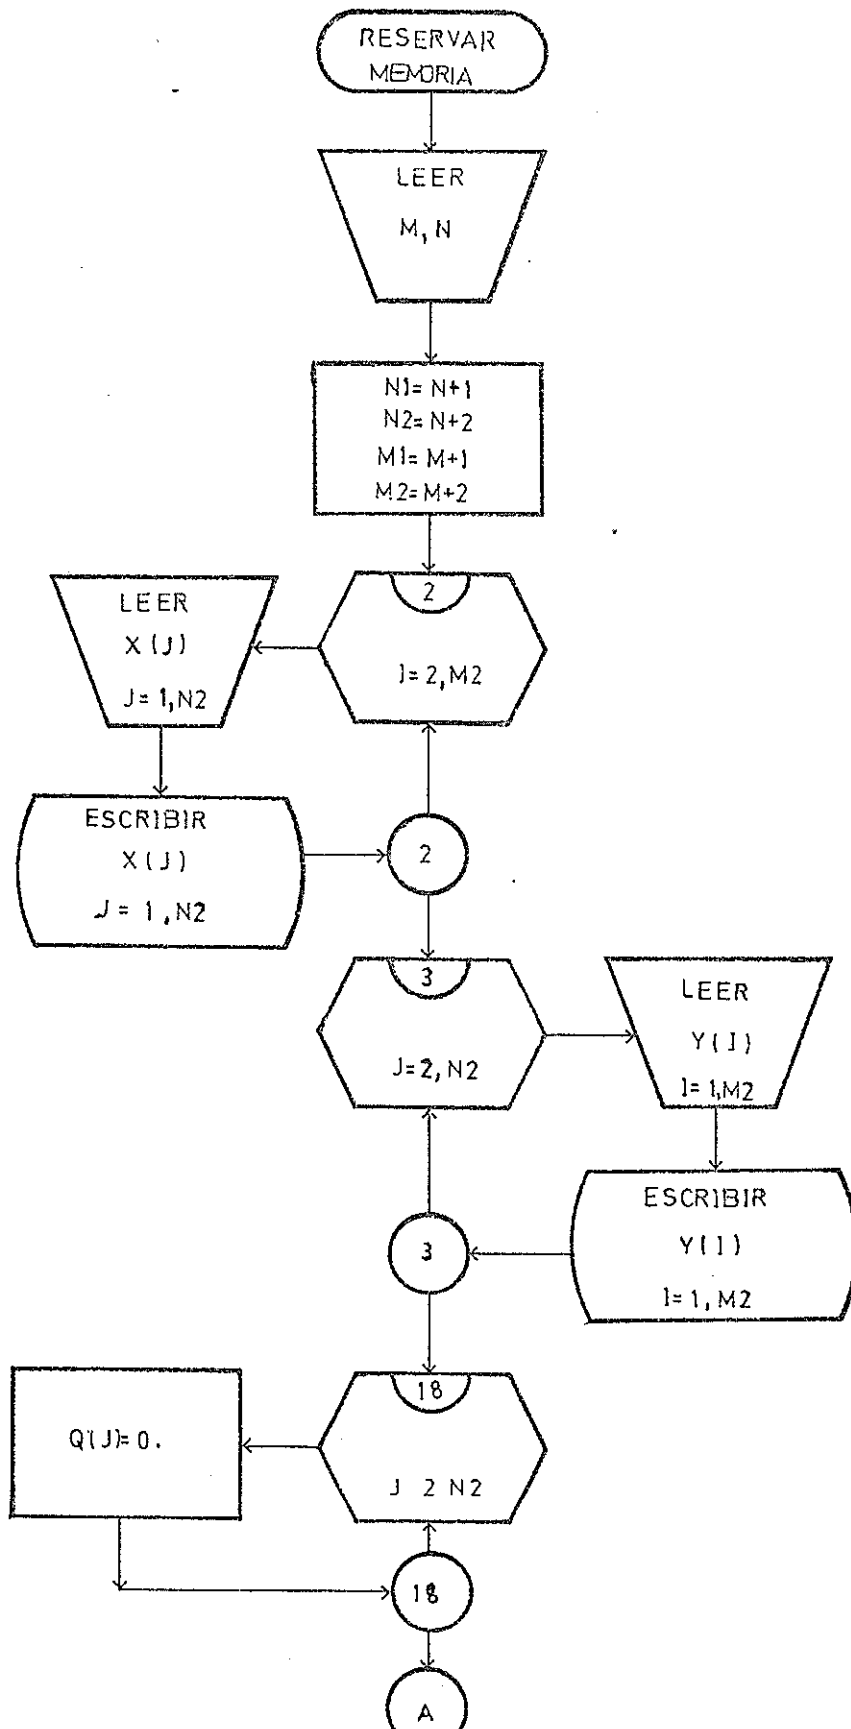 RESERVAR
MEMORIA
LEER
M, N
N1= N+1
N2= N+2
M1= M+1
M2= M+2
2
I=2, M2
LEER
X (J)
J= 1, N2
ESCRIBIR
X (J)
J= 1, N2
2
3
J=2, N2
LEER
Y(I)
I= 1,M2
ESCRIBIR
Y(I)
I=1, M2
3
18
J 2 N2
Q(J)=0.
18
A